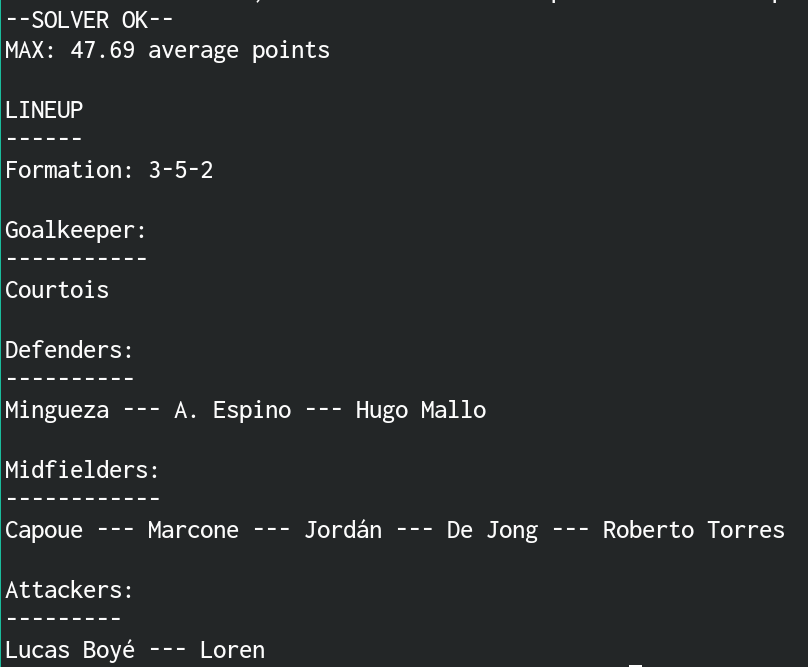 --SOLVER OK--
MAX: 47.69 average points
LINEUP
------
Formation: 3-5-2
Goalkeeper:
-----------
Courtois
Defenders:
----------
Mingueza --- A. Espino --- Hugo Mallo
Midfielders:
------------
Capoue --- Marcone --- Jordán --- De Jong --- Roberto Torres
Attackers:
---------
Lucas Boyé --- Loren